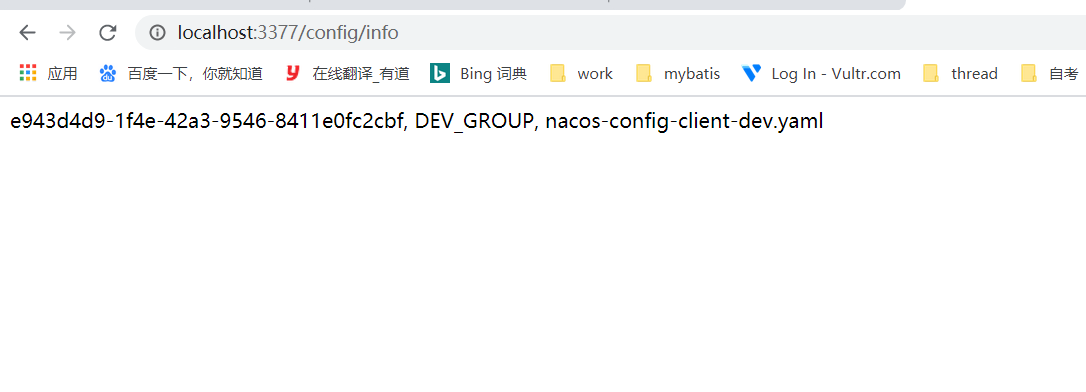 localhost:3377/config/info
应用 百度一下，你就知道 在线翻译_有道 Bing 词典 work mybatis Log In - Vultr.com thread 自考
e943d4d9-1f4e-42a3-9546-8411e0fc2cbf, DEV_GROUP, nacos-config-client-dev.yaml